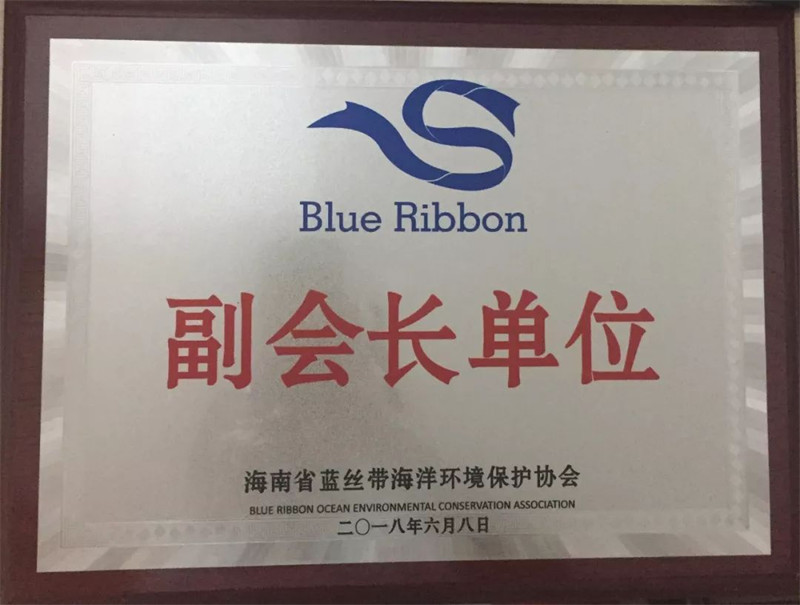 Blue Ribbon
副会长单位
海南省蓝丝带海洋环境保护协会
BLUE RIBBON OCEAN ENVIRONMENTAL CONSERVATION ASSOCIATION
二〇一八年六月八日